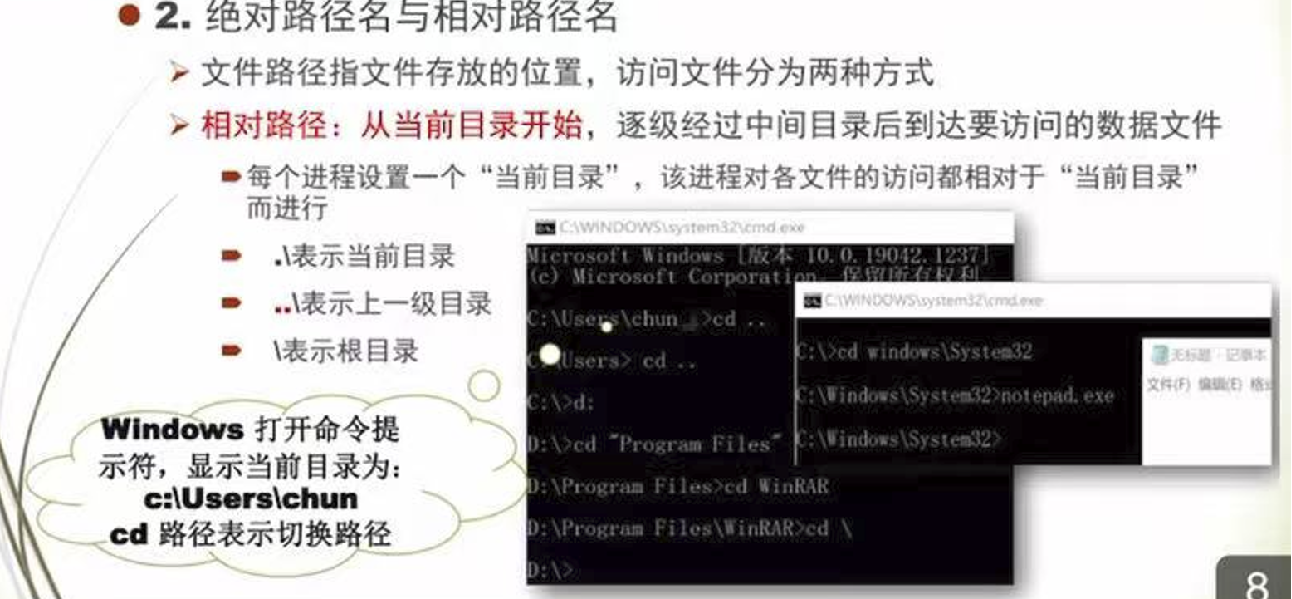 2. 绝对路径名与相对路径名
文件路径指文件存放的位置，访问文件分为两种方式
相对路径：从当前目录开始，逐级经过中间目录后到达要访问的数据文件
每个进程设置一个“当前目录”，该进程对各文件的访问都相对于“当前目录”
而进行
.\表示当前目录
..\表示上一级目录
\表示根目录
Windows 打开命令提
示符，显示当前目录为：
c:\Users\chun
cd 路径表示切换路径
C:\WINDOWS\system32\cmd.exe
Microsoft Windows [版本 10.0.19042.1237]
(c) Microsoft Corporation. 保留所有权利
C:\Users\chun >cd ..
C:\Users> cd ..
C:\>d:
D:\>cd "Program Files"
D:\Program Files>cd WinRAR
D:\Program Files\WinRAR>cd \
D:\>
C:\WINDOWS\system32\cmd.exe
C:\>cd windows\System32
C:\Windows\System32>notepad.exe
C:\Windows\System32>
无标题 - 记事本
文件(F) 编辑(E) 格
8